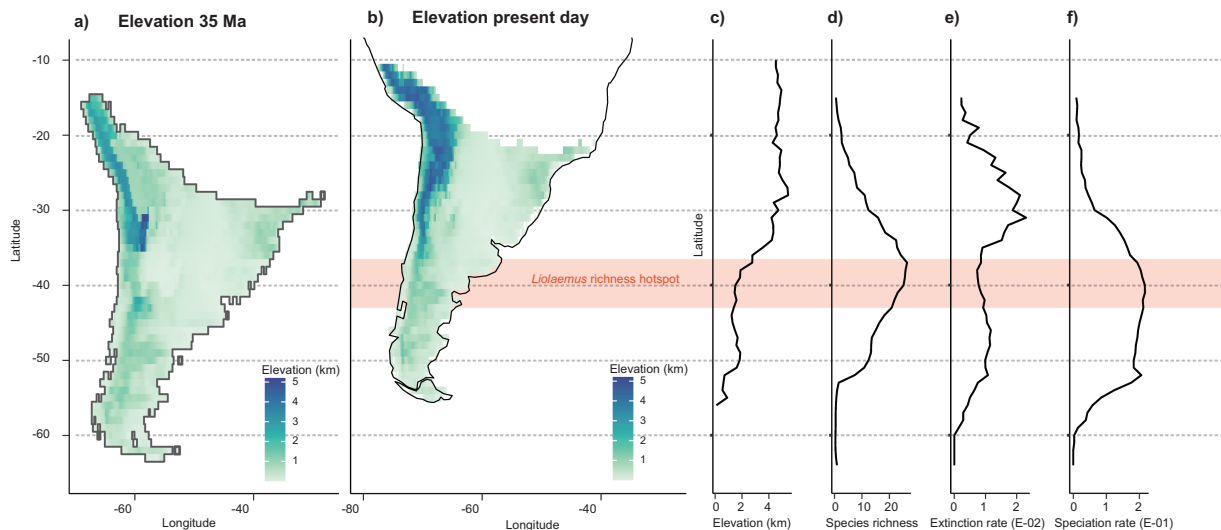 a) Elevation 35 Ma
b) Elevation present day
c)
d)
e)
f)
-10
-20
-30
-40
-50
-60
Latitude
Latitude
Liolaemus richness hotspot
Elevation (km)
5
4
3
2
1
Elevation (km)
5
4
3
2
1
-60
-40
Longitude
-80
-60
-40
Longitude
0
2
4
Elevation (km)
0
10
20
Species richness
0
1
2
Extinction rate (E-02)
0
1
2
Speciation rate (E-01)